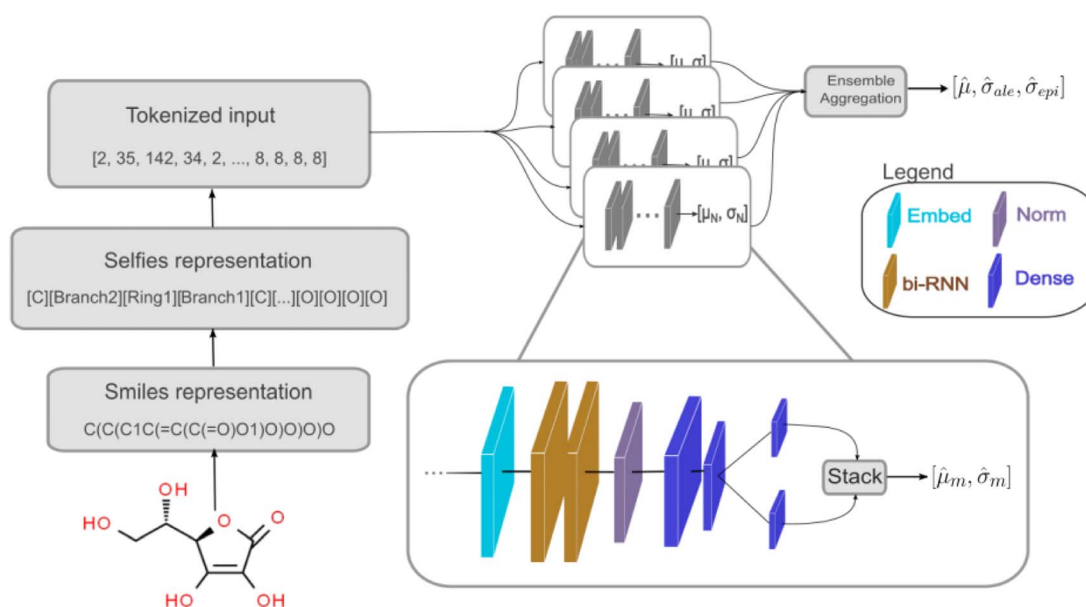 Tokenized input
[2, 35, 142, 34, 2, ..., 8, 8, 8, 8]
Selfies representation
[C][Branch2][Ring1][Branch1][C][...][O][O][O][O]
Smiles representation
C(C(C1C(=C(C(=O)O1)O)O)O)O
OH
HO
O
O
HO
OH
... [μ, σ]
... [μ, σ]
... [μ, σ]
... [μ_N, σ_N]
Ensemble
Aggregation
[μ̂, σ̂_ale, σ̂_epi]
Legend
Embed
Norm
bi-RNN
Dense
...
Stack
[μ̂_m, σ̂_m]